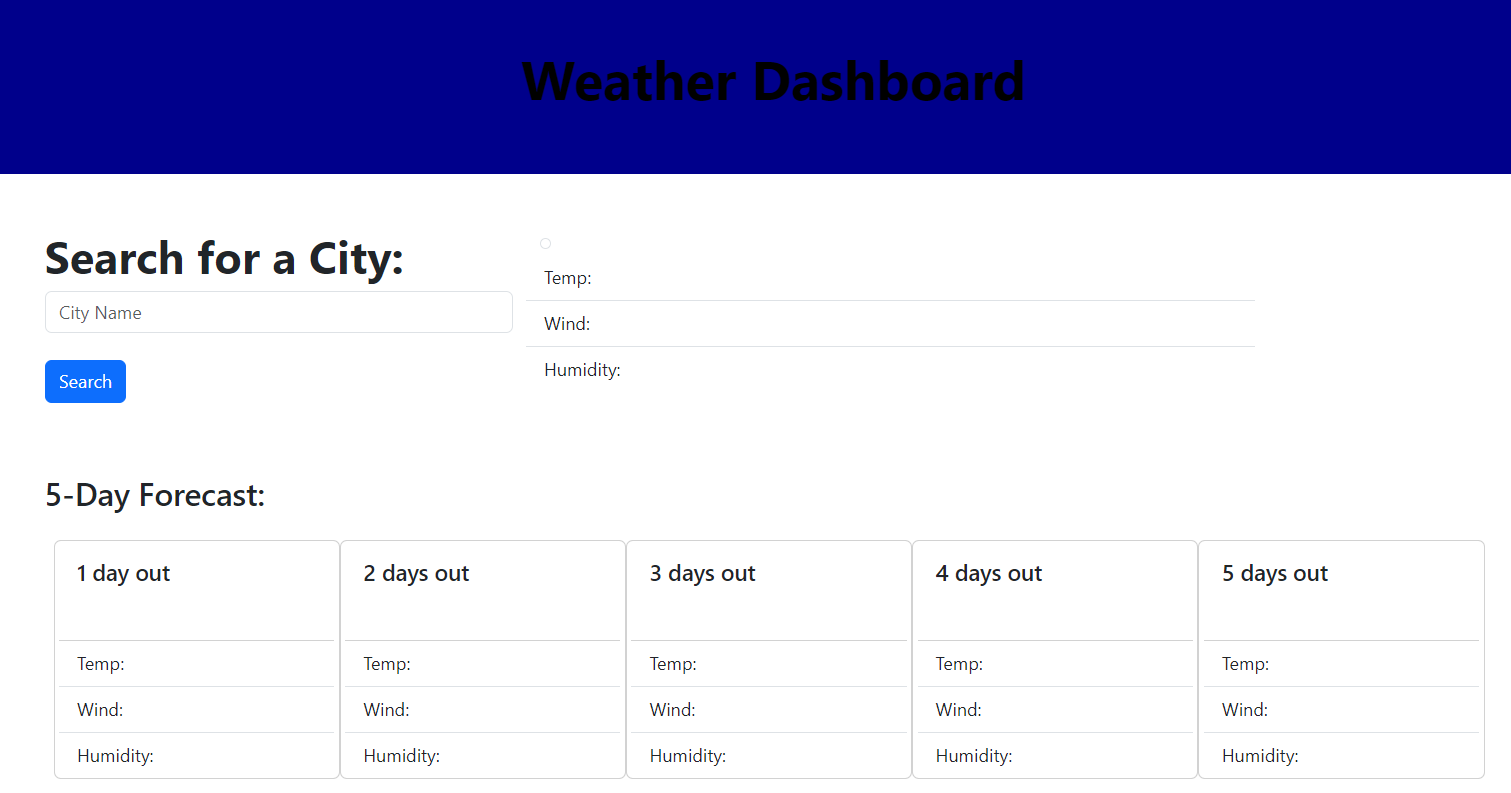 Weather Dashboard
Search for a City:
City Name
Search
Temp:
Wind:
Humidity:
5-Day Forecast:
1 day out
Temp:
Wind:
Humidity:
2 days out
Temp:
Wind:
Humidity:
3 days out
Temp:
Wind:
Humidity:
4 days out
Temp:
Wind:
Humidity:
5 days out
Temp:
Wind:
Humidity: